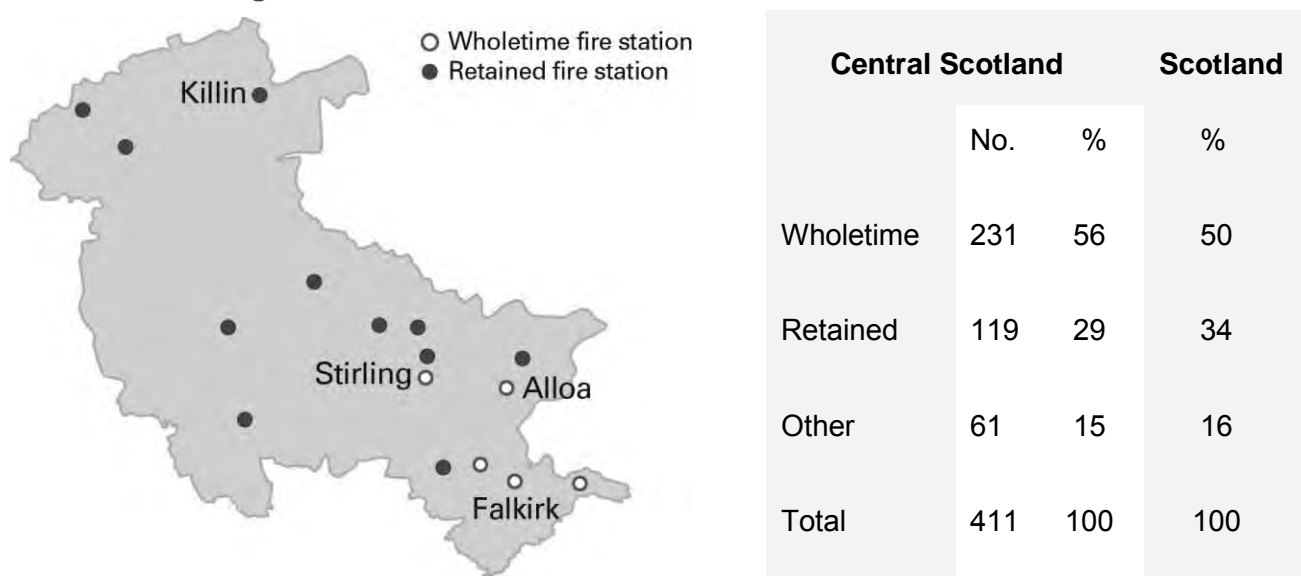 Wholetime fire station
Retained fire station
Killin
Stirling
Alloa
Falkirk
Central Scotland Scotland
No. % %
Wholetime 231 56 50
Retained 119 29 34
Other 61 15 16
Total 411 100 100